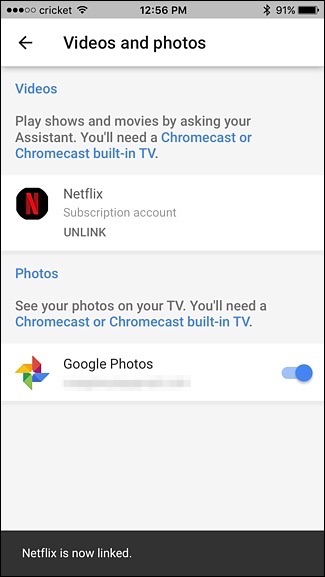 cricket 12:56 PM 91%
Videos and photos
Videos
Play shows and movies by asking your
Assistant. You'll need a Chromecast or
Chromecast built-in TV.
N
Netflix
Subscription account
UNLINK
Photos
See your photos on your TV. You'll need a
Chromecast or Chromecast built-in TV.
Google Photos
Netflix is now linked.